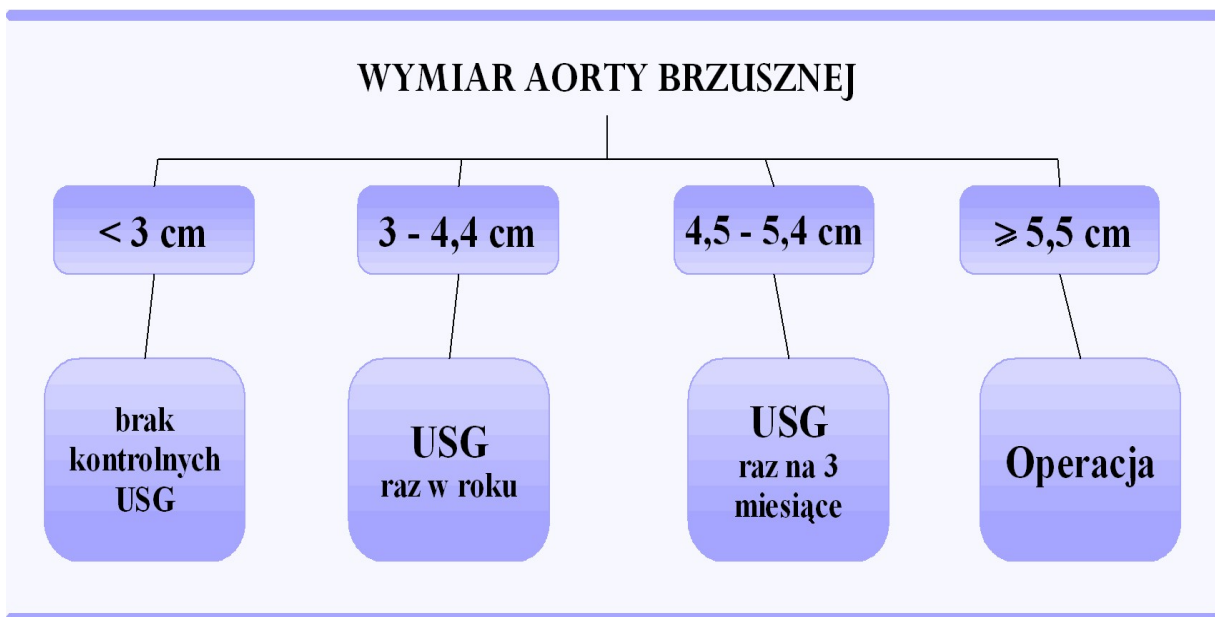 WYMIAR AORTY BRZUSZNEJ
< 3 cm
3 - 4,4 cm
4,5 - 5,4 cm
⩾ 5,5 cm
brak
kontrolnych
USG
USG
raz w roku
USG
raz na 3
miesiące
Operacja